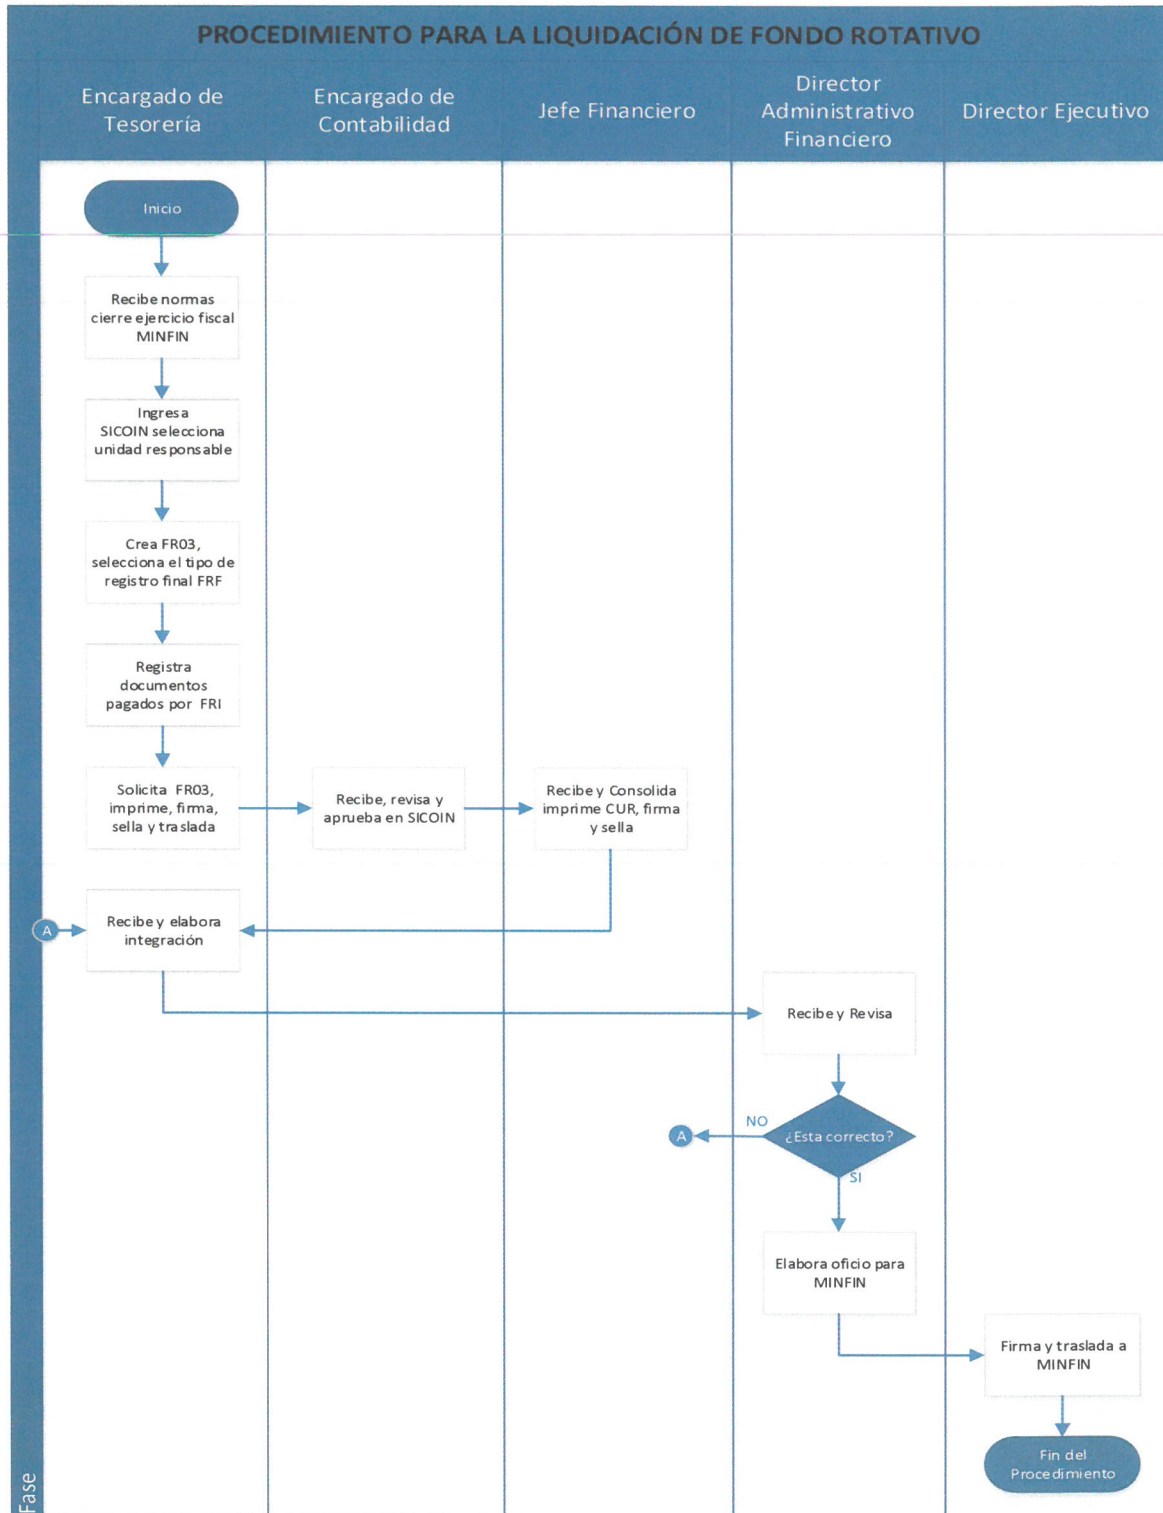 PROCEDIMIENTO PARA LA LIQUIDACIÓN DE FONDO ROTATIVO
Encargado de
Tesorería
Encargado de
Contabilidad
Jefe Financiero
Director
Administrativo
Financiero
Director Ejecutivo
Inicio
Recibe normas
cierre ejercicio fiscal
MINFIN
Ingresa
SICOIN selecciona
unidad responsable
Crea FR03,
selecciona el tipo de
registro final FRF
Registra
documentos
pagados por FRI
Solicita FR03,
imprime, firma,
sella y traslada
Recibe, revisa y
aprueba en SICOIN
Recibe y Consolida
imprime CUR, firma
y sella
A
Recibe y elabora
integración
Recibe y Revisa
¿Esta correcto?
NO
A
SI
Elabora oficio para
MINFIN
Firma y traslada a
MINFIN
Fin del
Procedimiento
Fase